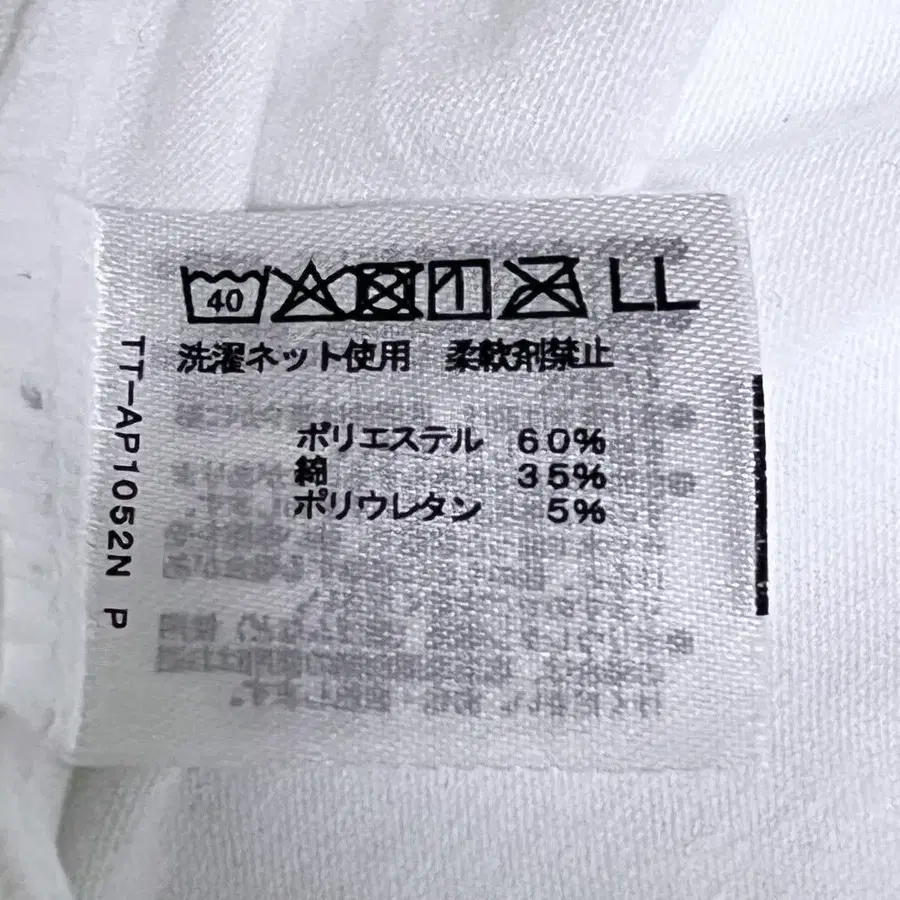 40 LL
洗濯ネット使用 柔軟剤禁止
ポリエステル 60%
綿 35%
ポリウレタン 5%
TT-AP1052N P